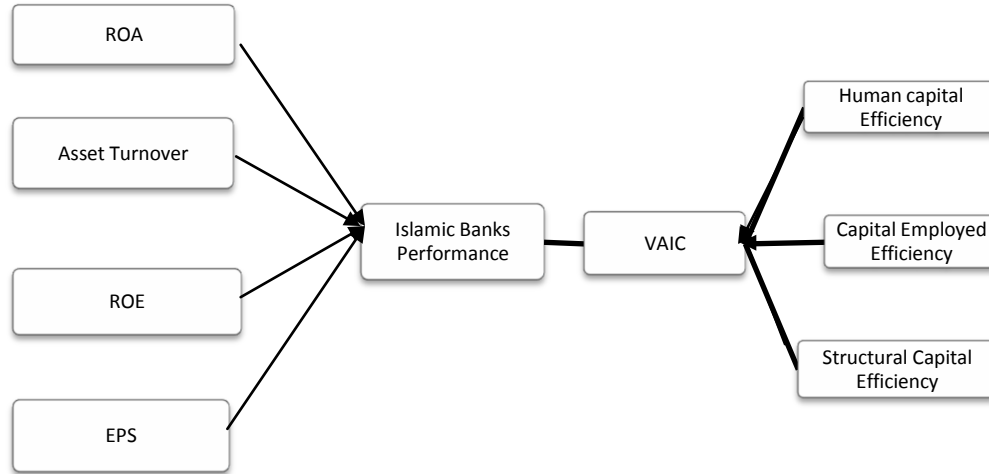 ROA
Asset Turnover
ROE
EPS
Islamic Banks
Performance
VAIC
Human capital
Efficiency
Capital Employed
Efficiency
Structural Capital
Efficiency